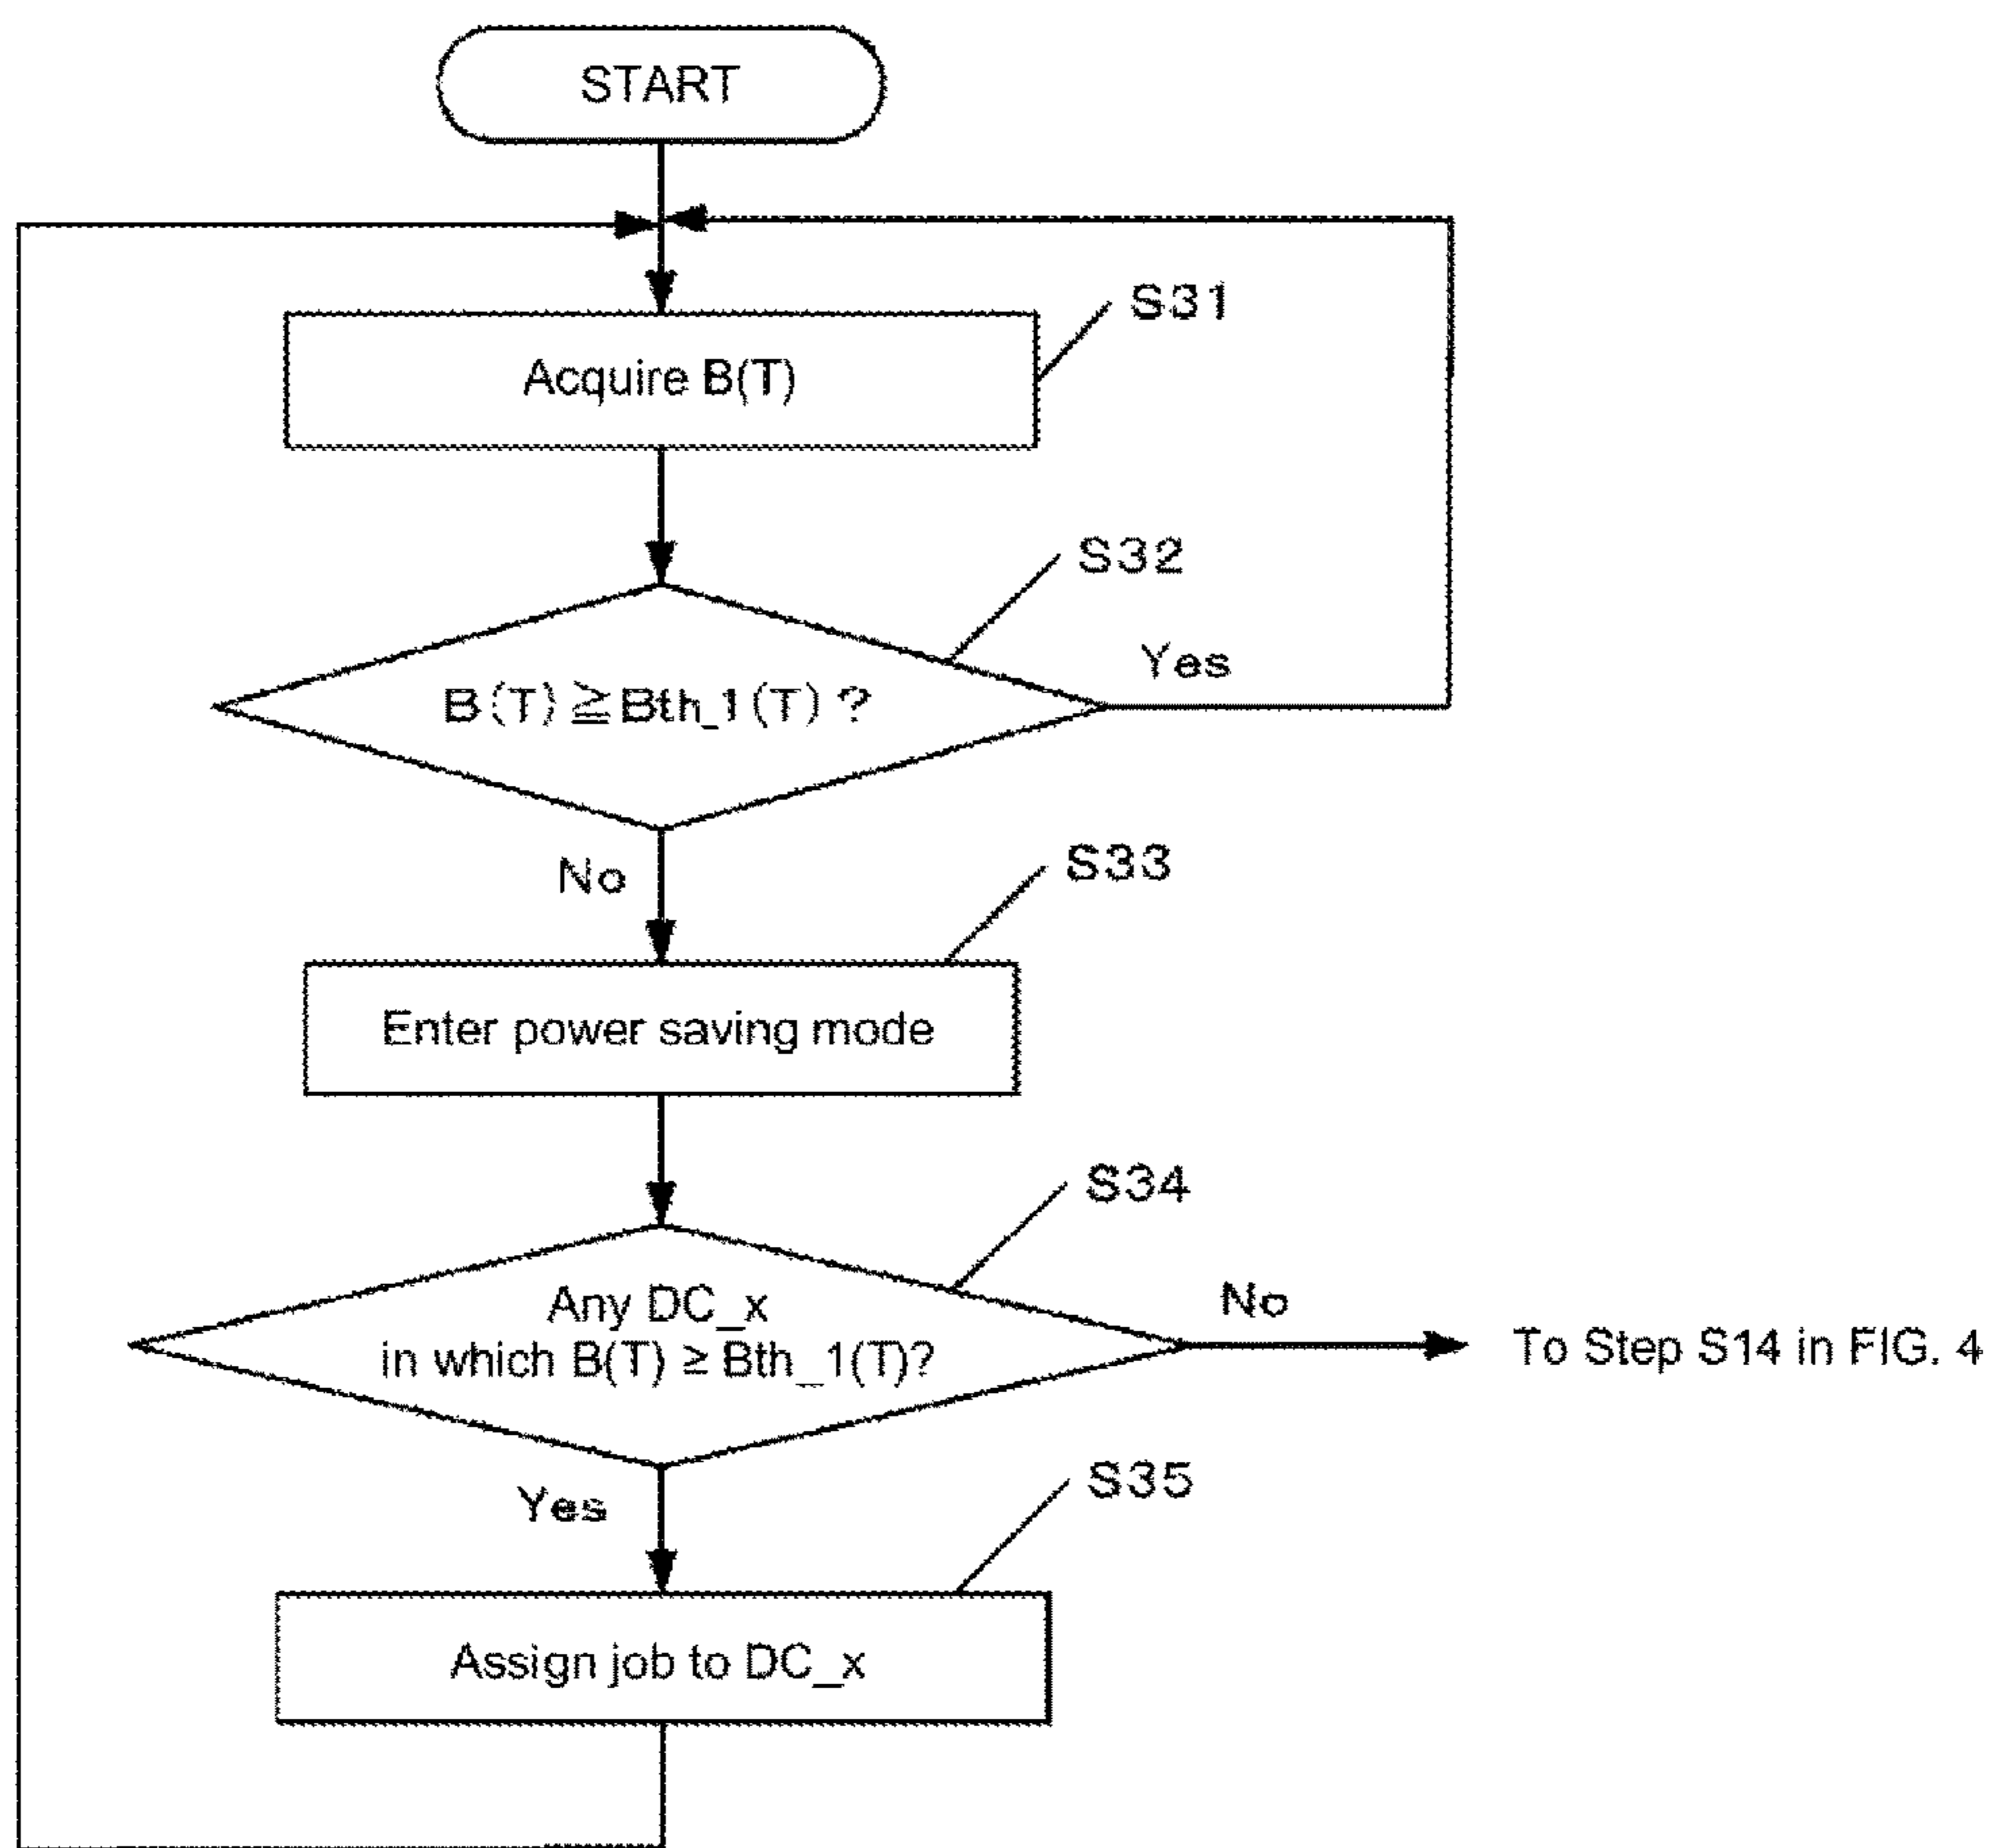 START
S31
Acquire B(T)
S32
Yes
B(T)≧Bth_1(T)?
No
S33
Enter power saving mode
S34
Any DC_x
in which B(T) ≥ Bth_1(T)?
No
To Step S14 in FIG. 4
Yes
S35
Assign job to DC_x